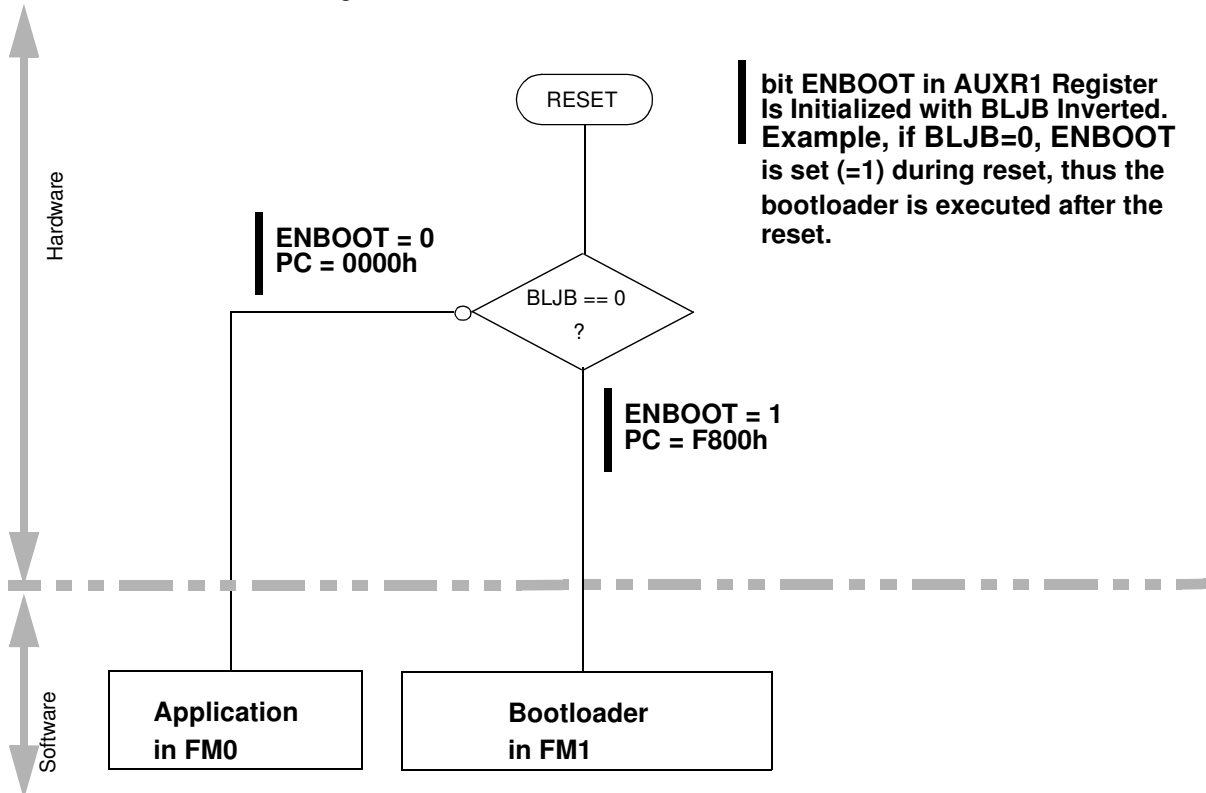 RESET
bit ENBOOT in AUXR1 Register
Is Initialized with BLJB Inverted.
Example, if BLJB=0, ENBOOT
is set (=1) during reset, thus the
bootloader is executed after the
reset.
Hardware
ENBOOT = 0
PC = 0000h
BLJB == 0
?
ENBOOT = 1
PC = F800h
Software
Application
in FM0
Bootloader
in FM1